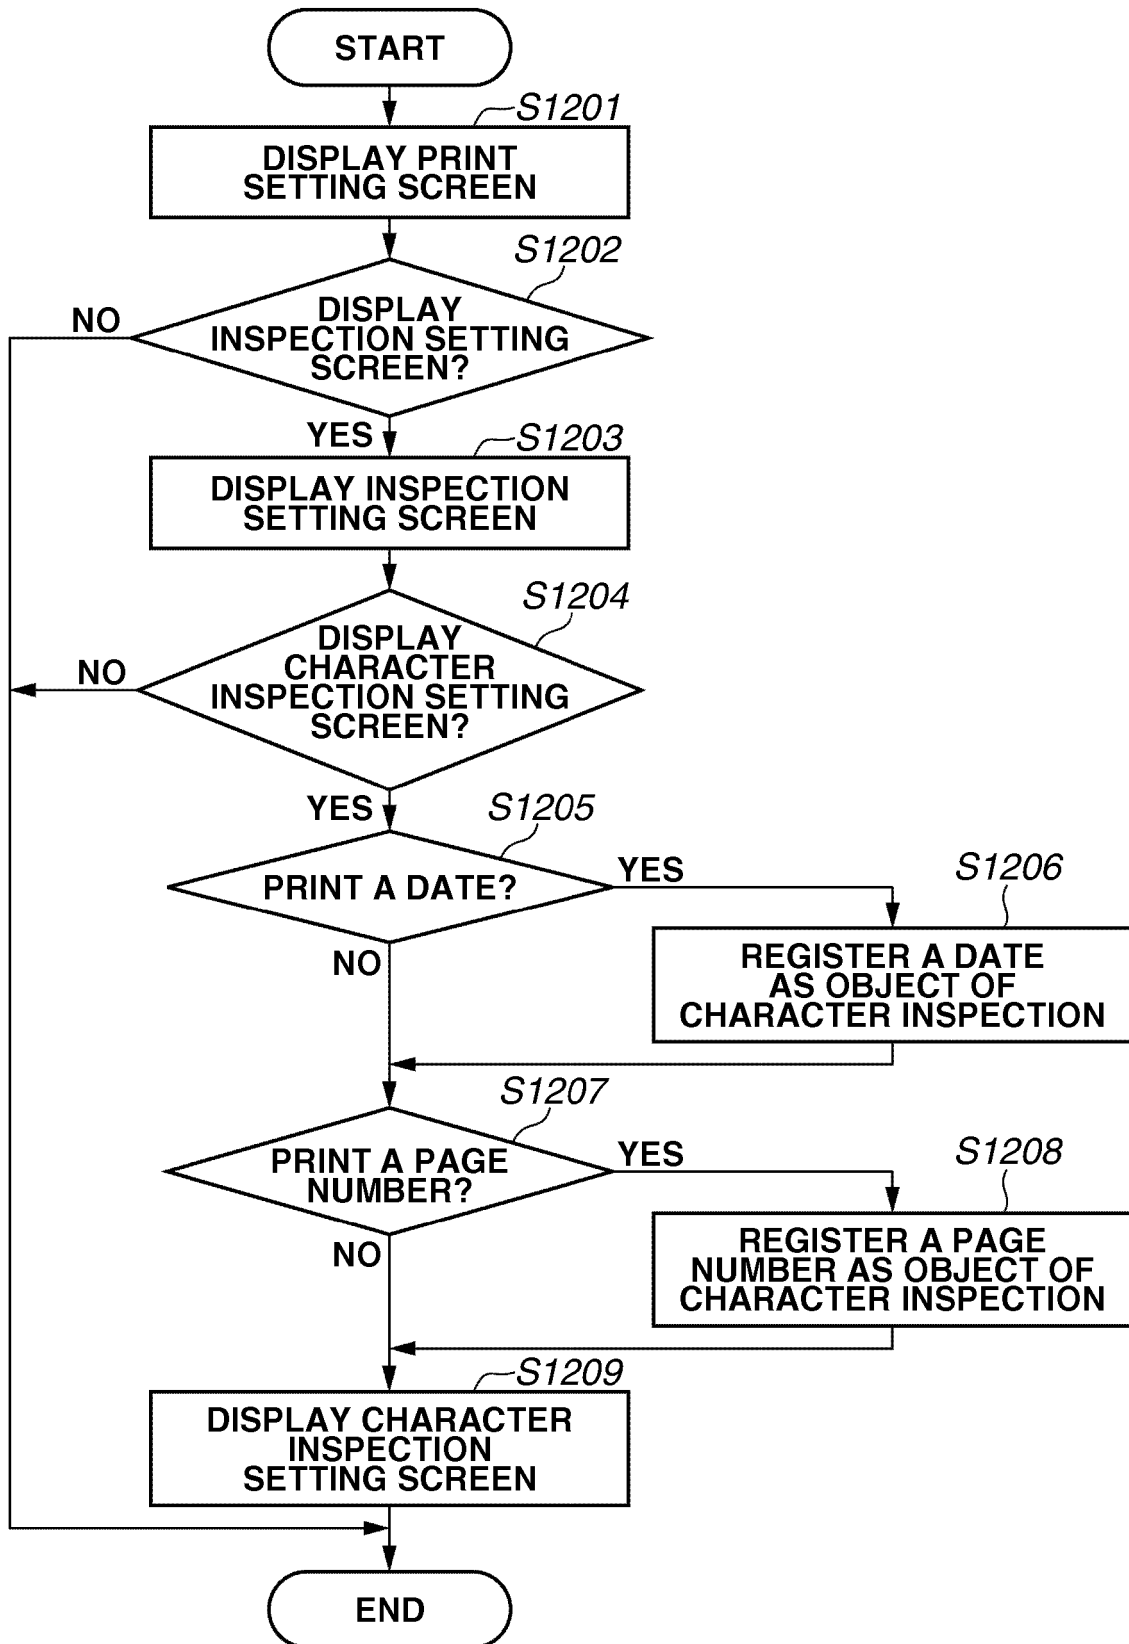 START
S1201
DISPLAY PRINT
SETTING SCREEN
S1202
DISPLAY
INSPECTION SETTING
SCREEN?
NO
YES
S1203
DISPLAY INSPECTION
SETTING SCREEN
S1204
DISPLAY
CHARACTER
INSPECTION SETTING
SCREEN?
NO
YES
S1205
PRINT A DATE?
YES
NO
S1206
REGISTER A DATE
AS OBJECT OF
CHARACTER INSPECTION
S1207
PRINT A PAGE
NUMBER?
YES
NO
S1208
REGISTER A PAGE
NUMBER AS OBJECT OF
CHARACTER INSPECTION
S1209
DISPLAY CHARACTER
INSPECTION
SETTING SCREEN
END